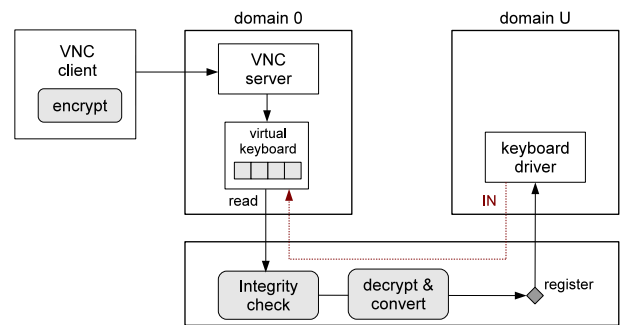 domain 0
domain U
VNC
client
encrypt
VNC
server
virtual
keyboard
read
keyboard
driver
IN
Integrity
check
decrypt &
convert
register